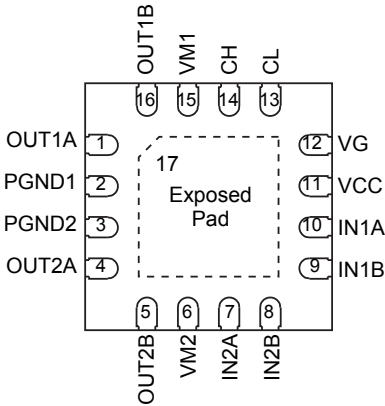 OUT1B
VM1
CH
CL
16
15
14
13
OUT1A
1
12
VG
PGND1
2
11
VCC
PGND2
3
10
IN1A
OUT2A
4
9
IN1B
17
Exposed
Pad
5
6
7
8
OUT2B
VM2
IN2A
IN2B